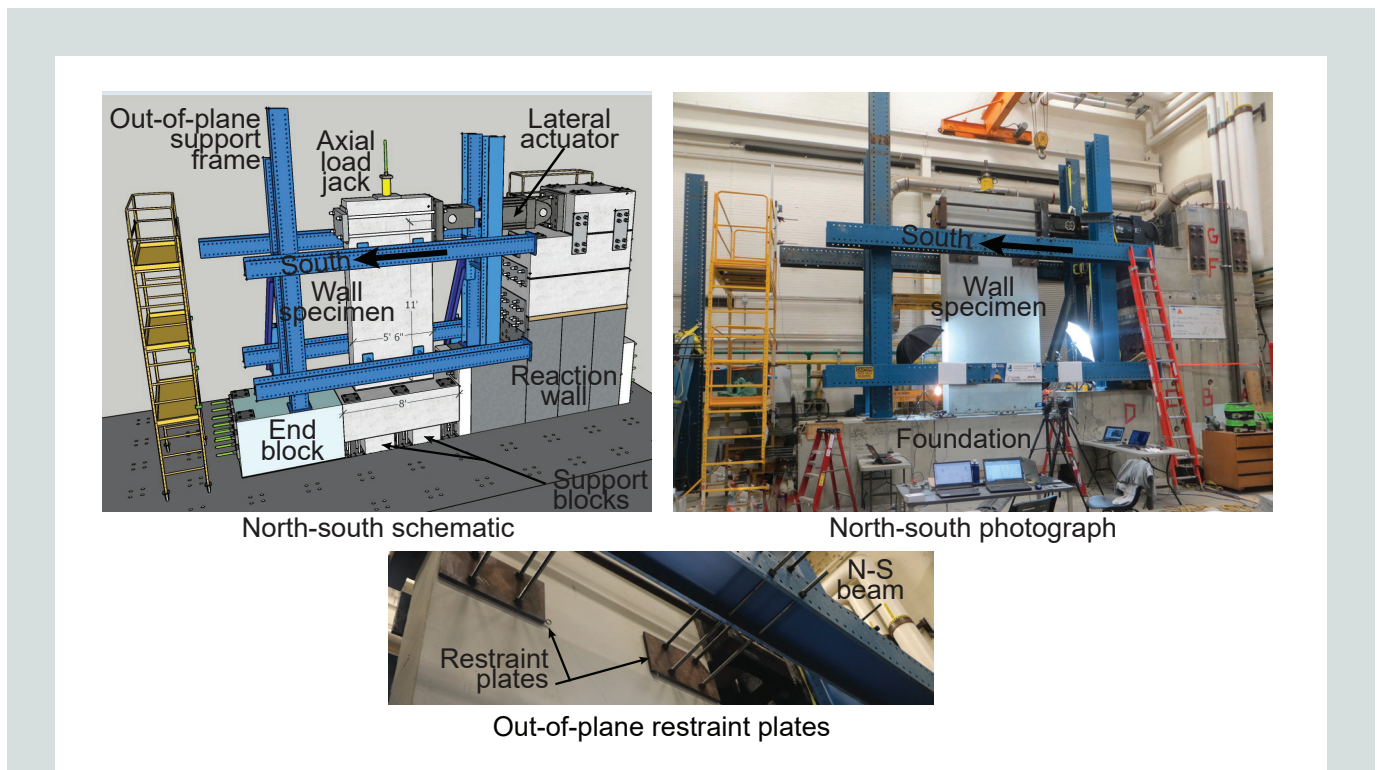 Out-of-plane
support
frame
Axial
load
jack
Lateral
actuator
South
Wall
specimen
11'
5' 6"
Reaction
wall
8'
End
block
Support
blocks
North-south schematic
South
Wall
specimen
Foundation
G
F
D
B
CAUTION
North-south photograph
N-S
beam
Restraint
plates
Out-of-plane restraint plates